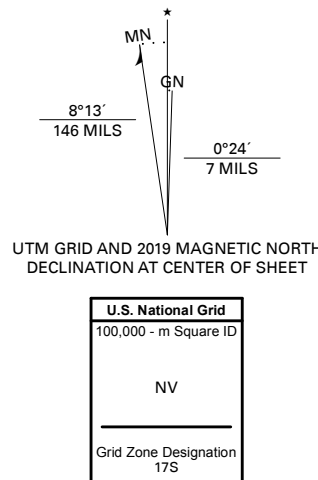 ★
MN
GN
8°13´
146 MILS
0°24´
7 MILS
UTM GRID AND 2019 MAGNETIC NORTH
DECLINATION AT CENTER OF SHEET
U.S. National Grid
100,000 - m Square ID
NV
Grid Zone Designation
17S